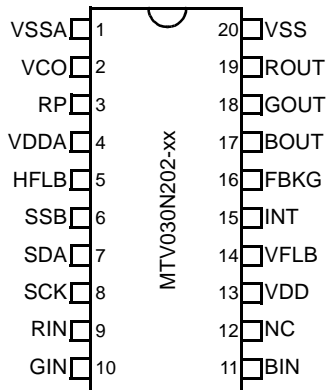 VSSA 1 20 VSS
VCO 2 19 ROUT
RP 3 18 GOUT
VDDA 4 17 BOUT
HFLB 5 16 FBKG
SSB 6 15 INT
SDA 7 14 VFLB
SCK 8 13 VDD
RIN 9 12 NC
GIN 10 11 BIN
MTV030N202-xx